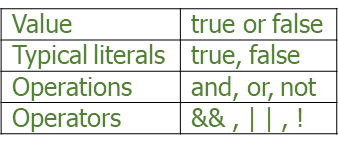 Value true or false
Typical literals true, false
Operations and, or, not
Operators && , | | , !